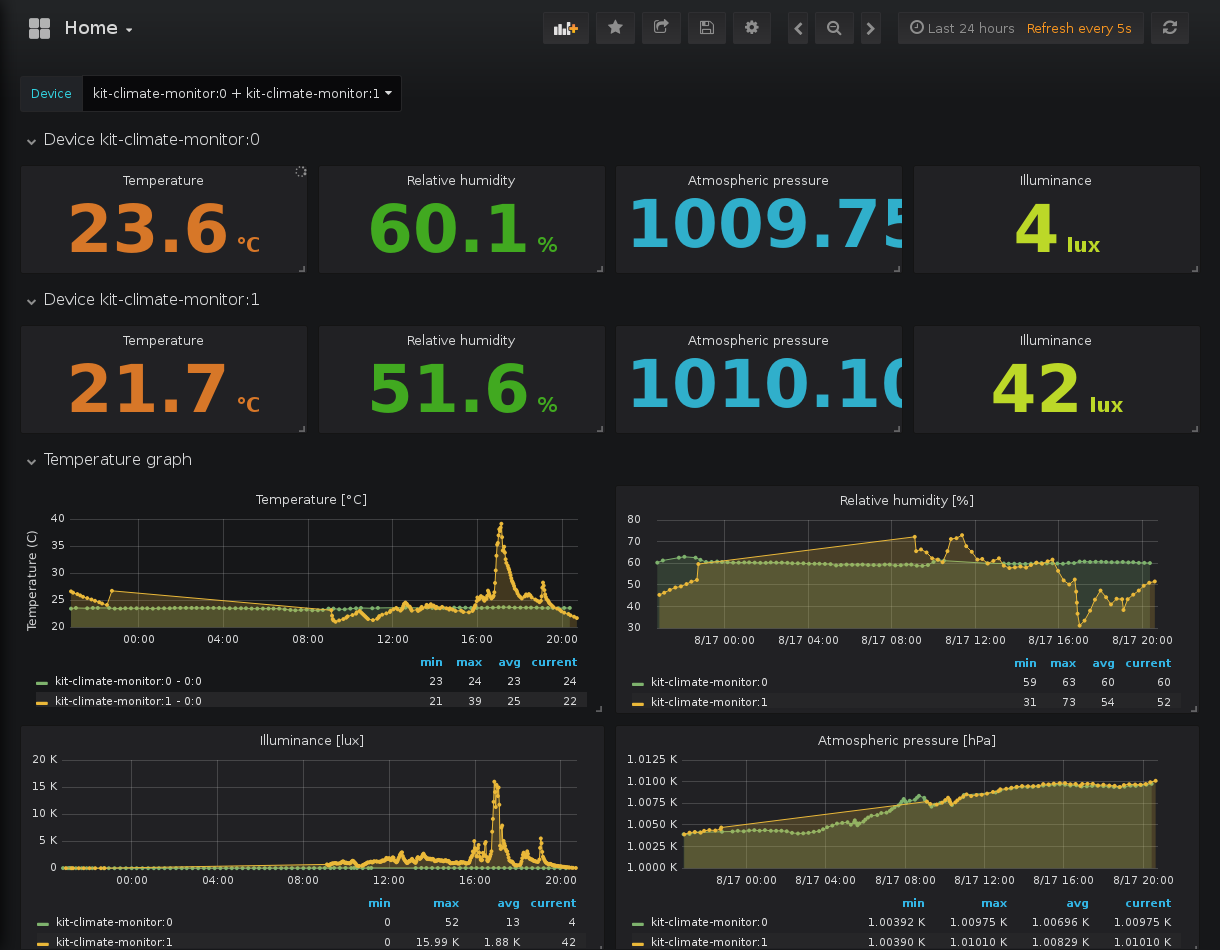 Home
Last 24 hours Refresh every 5s
Device kit-climate-monitor:0 + kit-climate-monitor:1
Device kit-climate-monitor:0
Temperature Relative humidity Atmospheric pressure Illuminance
23.6 °C 60.1 % 1009.75 4 lux
Device kit-climate-monitor:1
Temperature Relative humidity Atmospheric pressure Illuminance
21.7 °C 51.6 % 1010.10 42 lux
Temperature graph
Temperature [°C]
Temperature (C)
40
35
30
25
20
00:00 04:00 08:00 12:00 16:00 20:00
min max avg current
kit-climate-monitor:0 - 0:0 23 24 23 24
kit-climate-monitor:1 - 0:0 21 39 25 22
Relative humidity [%]
80
70
60
50
40
30
8/17 00:00 8/17 04:00 8/17 08:00 8/17 12:00 8/17 16:00 8/17 20:00
min max avg current
kit-climate-monitor:0 59 63 60 60
kit-climate-monitor:1 31 73 54 52
Illuminance [lux]
20 K
15 K
10 K
5 K
0
00:00 04:00 08:00 12:00 16:00 20:00
min max avg current
kit-climate-monitor:0 0 52 13 4
kit-climate-monitor:1 0 15.99 K 1.88 K 42
Atmospheric pressure [hPa]
1.0125 K
1.0100 K
1.0075 K
1.0050 K
1.0025 K
1.0000 K
8/17 00:00 8/17 04:00 8/17 08:00 8/17 12:00 8/17 16:00 8/17 20:00
min max avg current
kit-climate-monitor:0 1.00392 K 1.00975 K 1.00696 K 1.00975 K
kit-climate-monitor:1 1.00390 K 1.01010 K 1.00829 K 1.01010 K